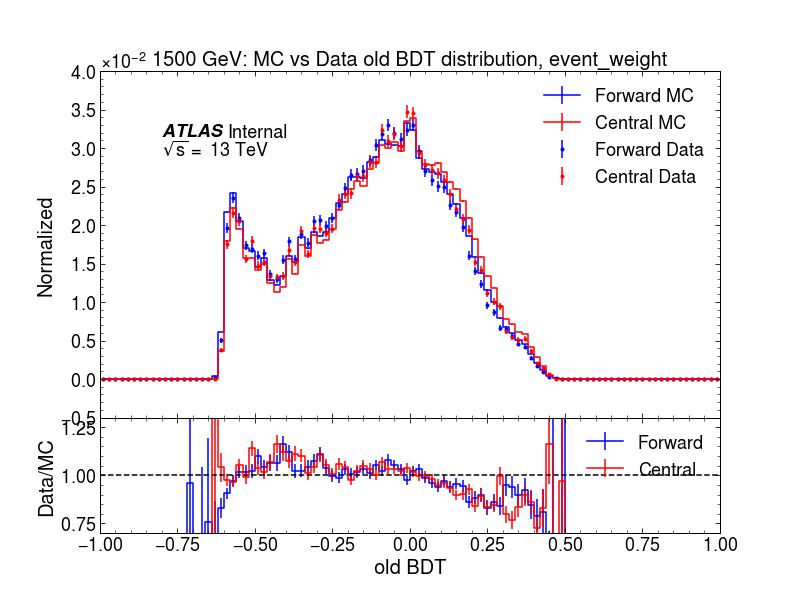 ×10⁻² 1500 GeV: MC vs Data old BDT distribution, event_weight
4.0
3.5
3.0
2.5
2.0
1.5
1.0
0.5
0.0
−0.5
Normalized
ATLAS Internal
√s = 13 TeV
Forward MC
Central MC
Forward Data
Central Data
1.25
1.00
0.75
Data/MC
Forward
Central
−1.00 −0.75 −0.50 −0.25 0.00 0.25 0.50 0.75 1.00
old BDT